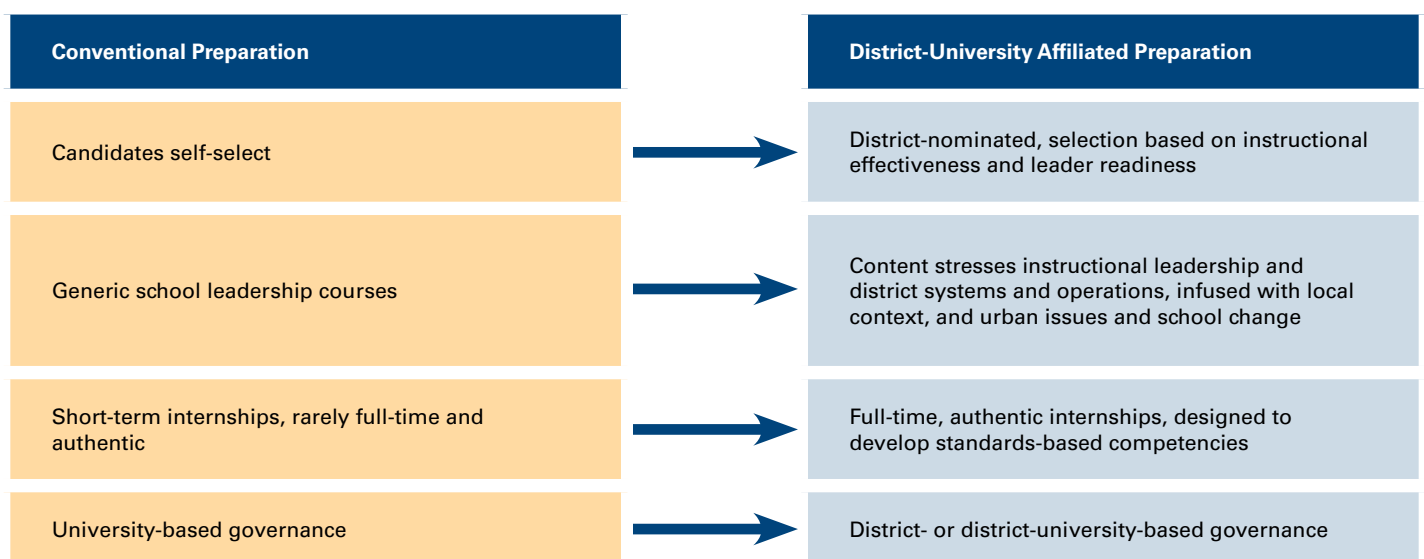 Conventional Preparation
District-University Affiliated Preparation
Candidates self-select
District-nominated, selection based on instructional
effectiveness and leader readiness
Generic school leadership courses
Content stresses instructional leadership and
district systems and operations, infused with local
context, and urban issues and school change
Short-term internships, rarely full-time and
authentic
Full-time, authentic internships, designed to
develop standards-based competencies
University-based governance
District- or district-university-based governance